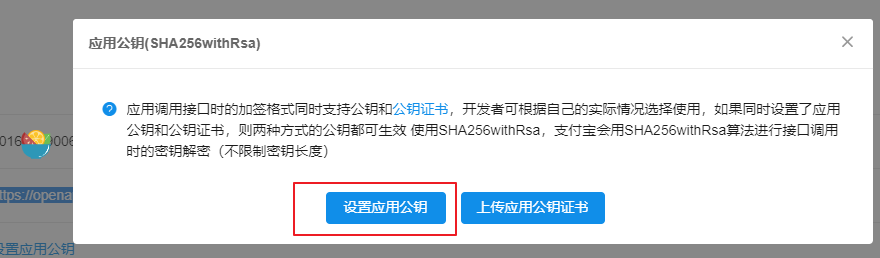 应用公钥(SHA256withRsa)
应用调用接口时的加签格式同时支持公钥和公钥证书，开发者可根据自己的实际情况选择使用，如果同时设置了应用
公钥和公钥证书，则两种方式的公钥都可生效 使用SHA256withRsa，支付宝会用SHA256withRsa算法进行接口调用
时的密钥解密（不限制密钥长度）
016
006
ttps://opena
设置应用公钥 上传应用公钥证书
设置应用公钥